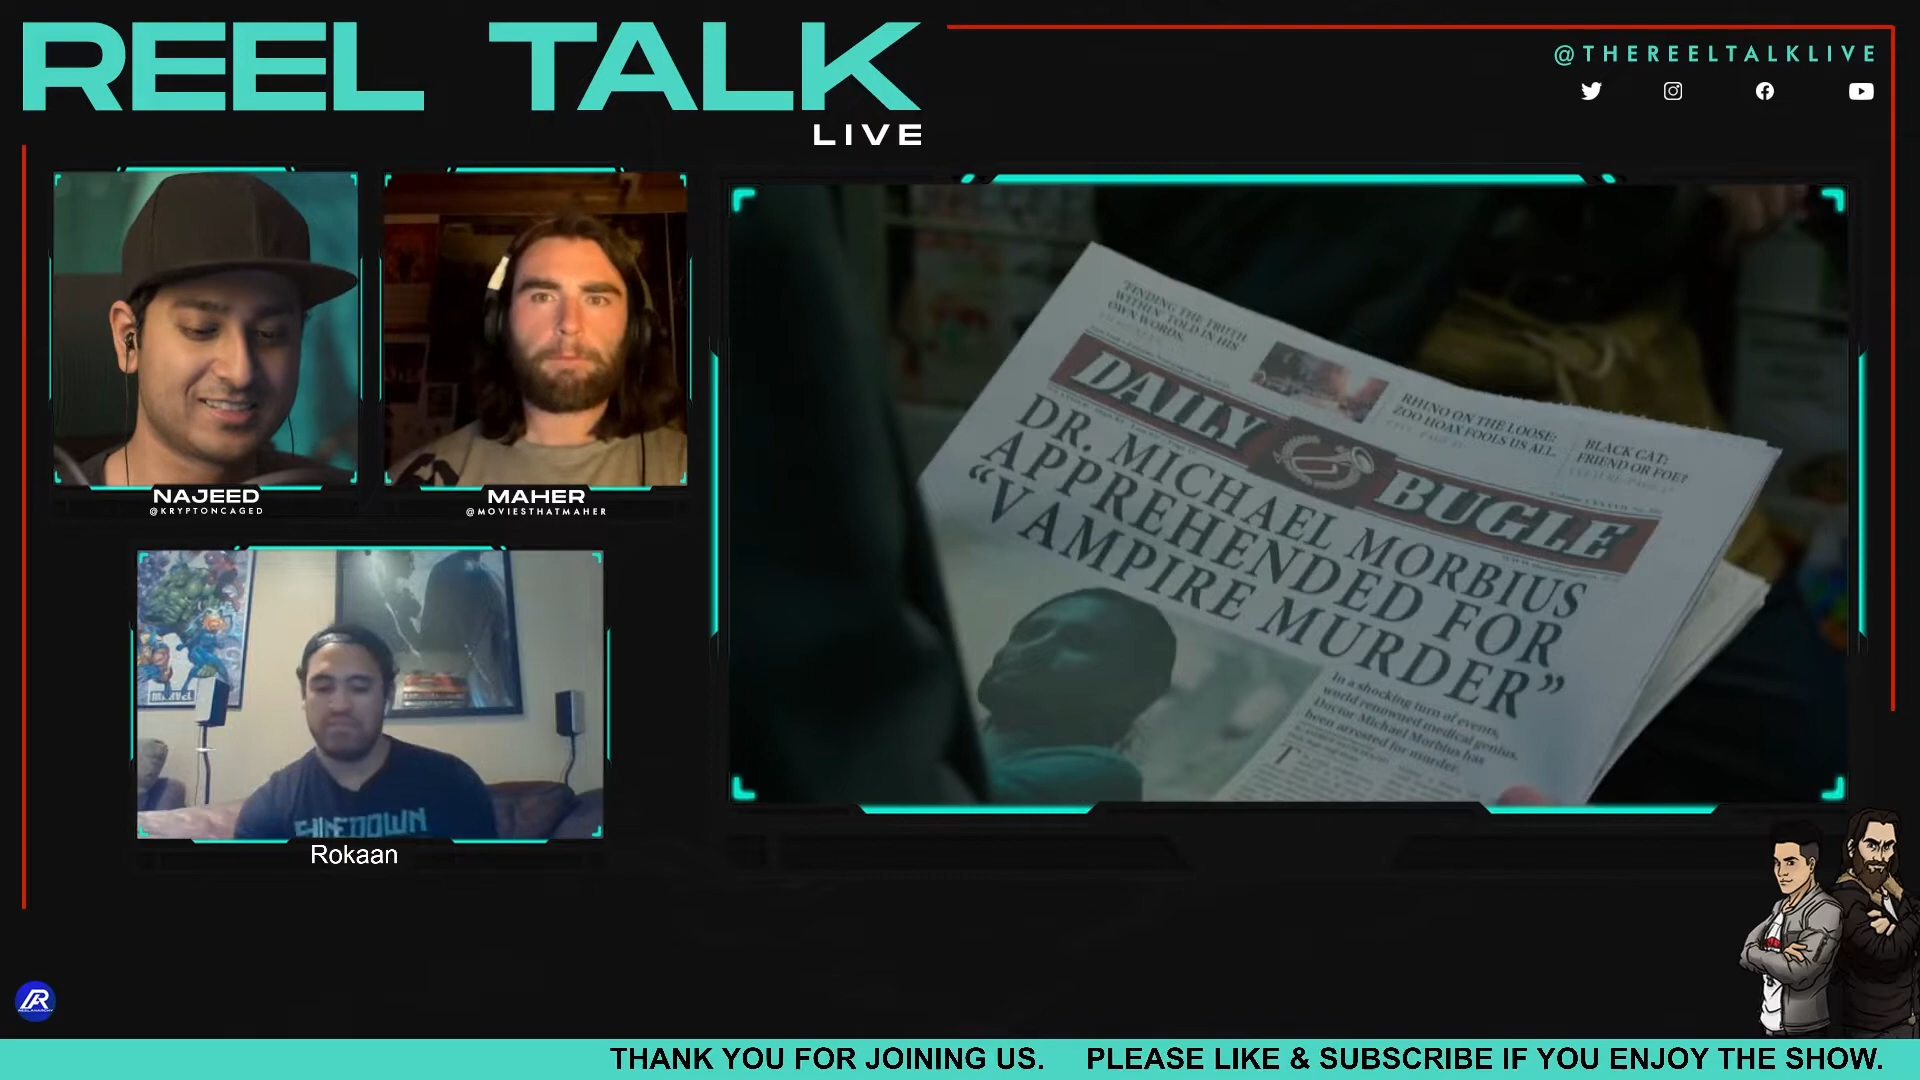 REEL TALK
LIVE
@THEREELTALKLIVE
NAJEED
@KRYPTONCAGED
MAHER
@MOVIESTHATMAHER
MARVEL
SHINEDOWN
Rokaan
"FINDING THE TRUTH
WITHIN" TOLD IN HIS
OWN WORDS.
RHINO ON THE LOOSE:
ZOO HOAX FOOLS US ALL.
BLACK CAT:
FRIEND OR FOE?
DAILY BUGLE
DR. MICHAEL MORBIUS
APPREHENDED FOR
“VAMPIRE MURDER”
In a shocking turn of events,
world renowned medical genius,
Doctor Michael Morbius has
been arrested for murder.
THANK YOU FOR JOINING US. PLEASE LIKE & SUBSCRIBE IF YOU ENJOY THE SHOW.